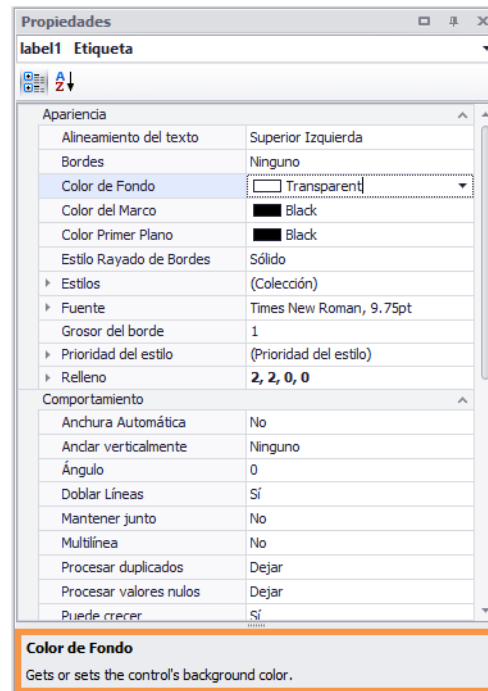 Propiedades
label1 Etiqueta
A
Z
Apariencia
Alineamiento del texto Superior Izquierda
Bordes Ninguno
Color de Fondo Transparent
Color del Marco Black
Color Primer Plano Black
Estilo Rayado de Bordes Sólido
Estilos (Colección)
Fuente Times New Roman, 9.75pt
Grosor del borde 1
Prioridad del estilo (Prioridad del estilo)
Relleno 2, 2, 0, 0
Comportamiento
Anchura Automática No
Anclar verticalmente Ninguno
Ángulo 0
Doblar Líneas Sí
Mantener junto No
Multilínea No
Procesar duplicados Dejar
Procesar valores nulos Dejar
Puede crecer Sí
Color de Fondo
Gets or sets the control's background color.